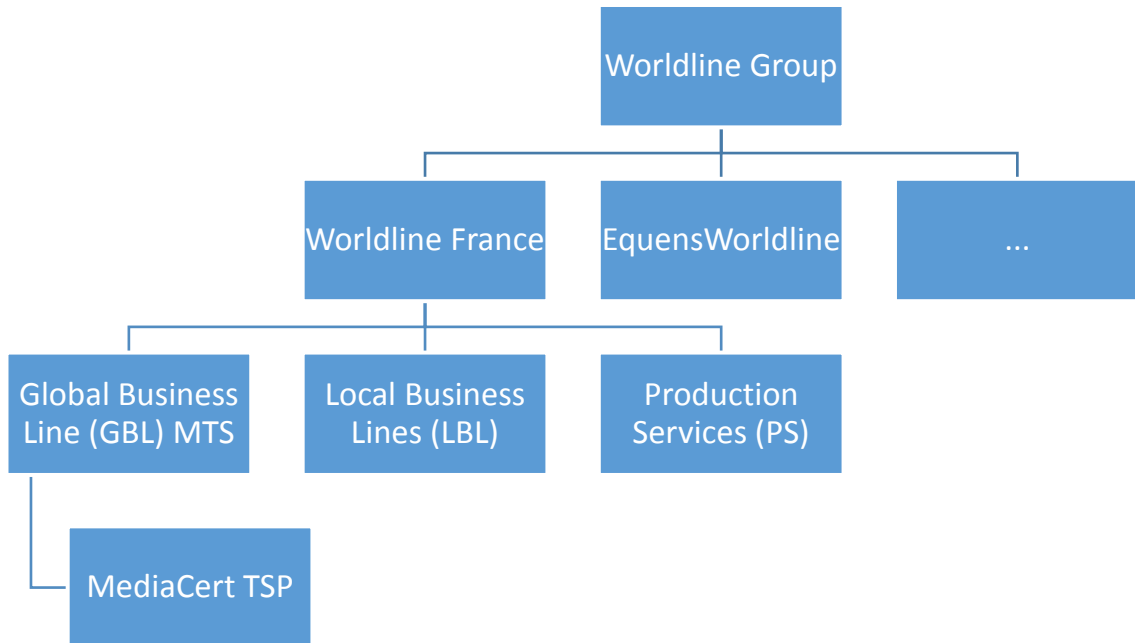 Worldline Group
Worldline France
EquensWorldline
...
Global Business
Line (GBL) MTS
Local Business
Lines (LBL)
Production
Services (PS)
MediaCert TSP